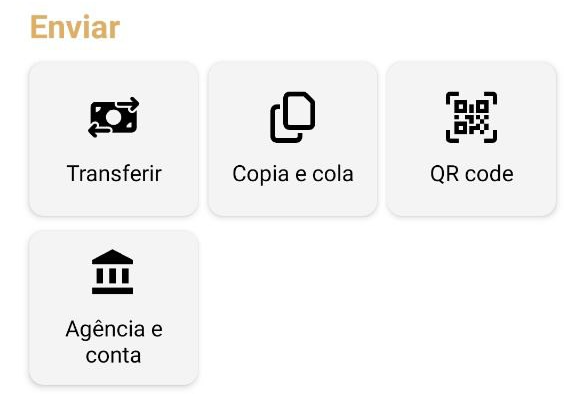 Enviar
Transferir
Copia e cola
QR code
Agência e
conta